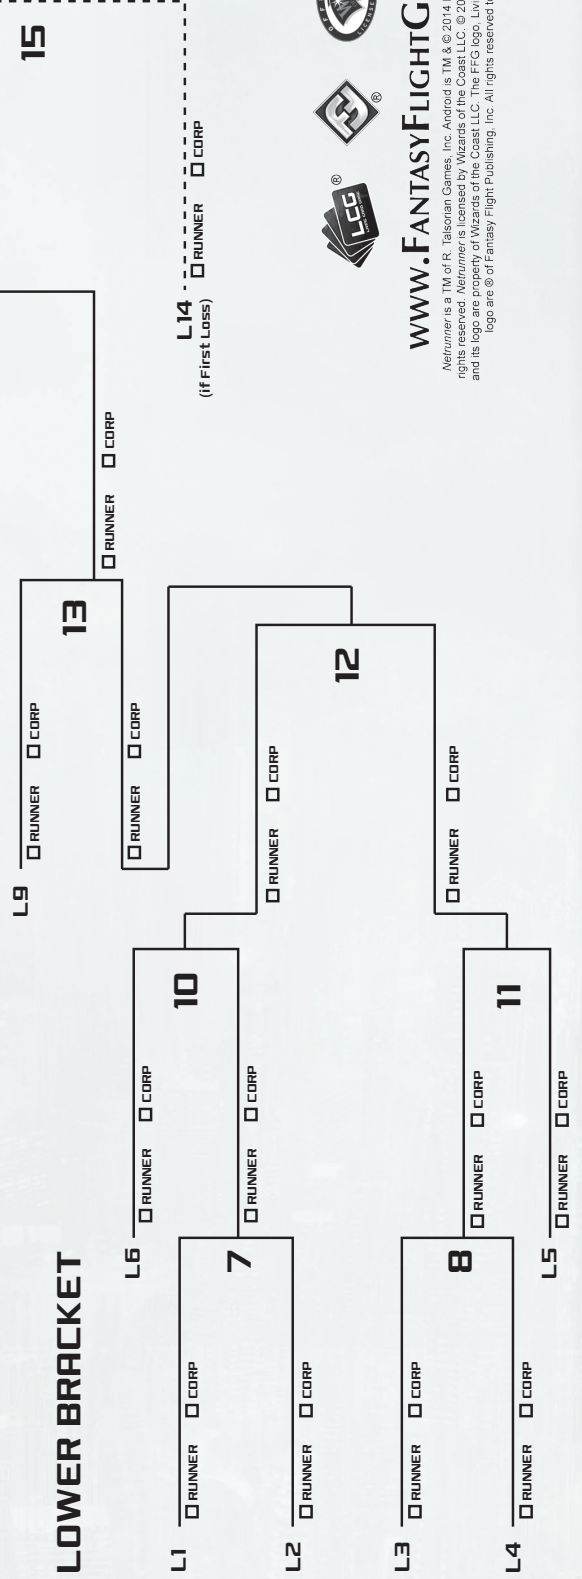 LOWER BRACKET
L1
RUNNER CORP
L2
RUNNER CORP
7
L3
RUNNER CORP
L4
RUNNER CORP
8
L6
RUNNER CORP
RUNNER CORP
10
RUNNER CORP
L5
RUNNER CORP
11
RUNNER CORP
RUNNER CORP
12
L9
RUNNER CORP
RUNNER CORP
13
RUNNER CORP
L14
(if First Loss)
RUNNER CORP
15
LCG ®
®
LICENSE
WWW.FANTASYFLIGHTG
Netrunner is a TM of R. Talsorian Games, Inc. Android is TM & © 2014
rights reserved. Netrunner is licensed by Wizards of the Coast LLC. © 20
and its logo are property of Wizards of the Coast LLC. The FFG logo, Livi
logo are ® of Fantasy Flight Publishing, Inc. All rights reserved to